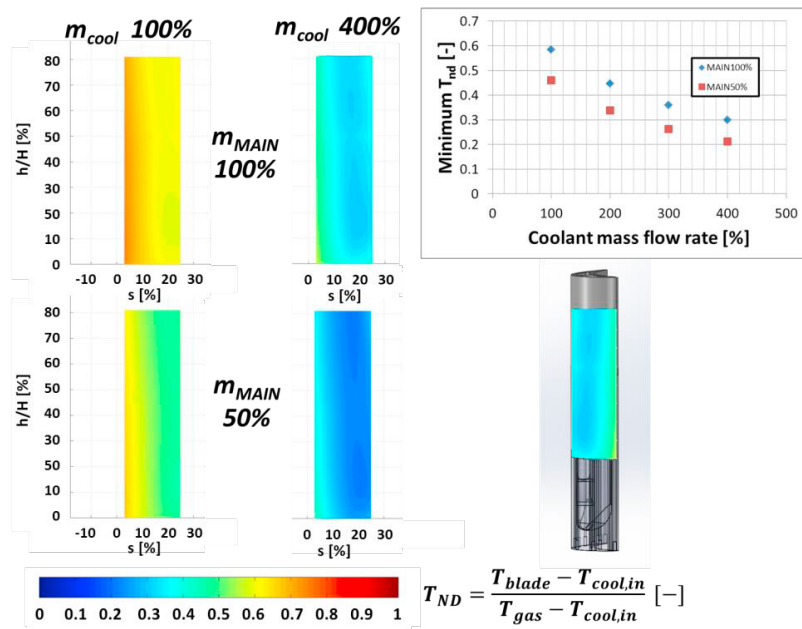 m_cool 100%
m_cool 400%
h/H [%]
80
60
50
40
30
10
0
-10 0 10 20 30
s [%]
m_MAIN
100%
0 10 20 30
s [%]
Minimum T_nd [-]
0.7
0.6
0.5
0.4
0.3
0.2
0.1
0
MAIN100%
MAIN50%
0 100 200 300 400 500
Coolant mass flow rate [%]
h/H [%]
80
60
50
40
30
10
0
-10 0 10 20 30
s [%]
m_MAIN
50%
0 10 20 30
s [%]
0 0.1 0.2 0.3 0.4 0.5 0.6 0.7 0.8 0.9 1
T_ND = (T_blade − T_cool,in) / (T_gas − T_cool,in) [−]